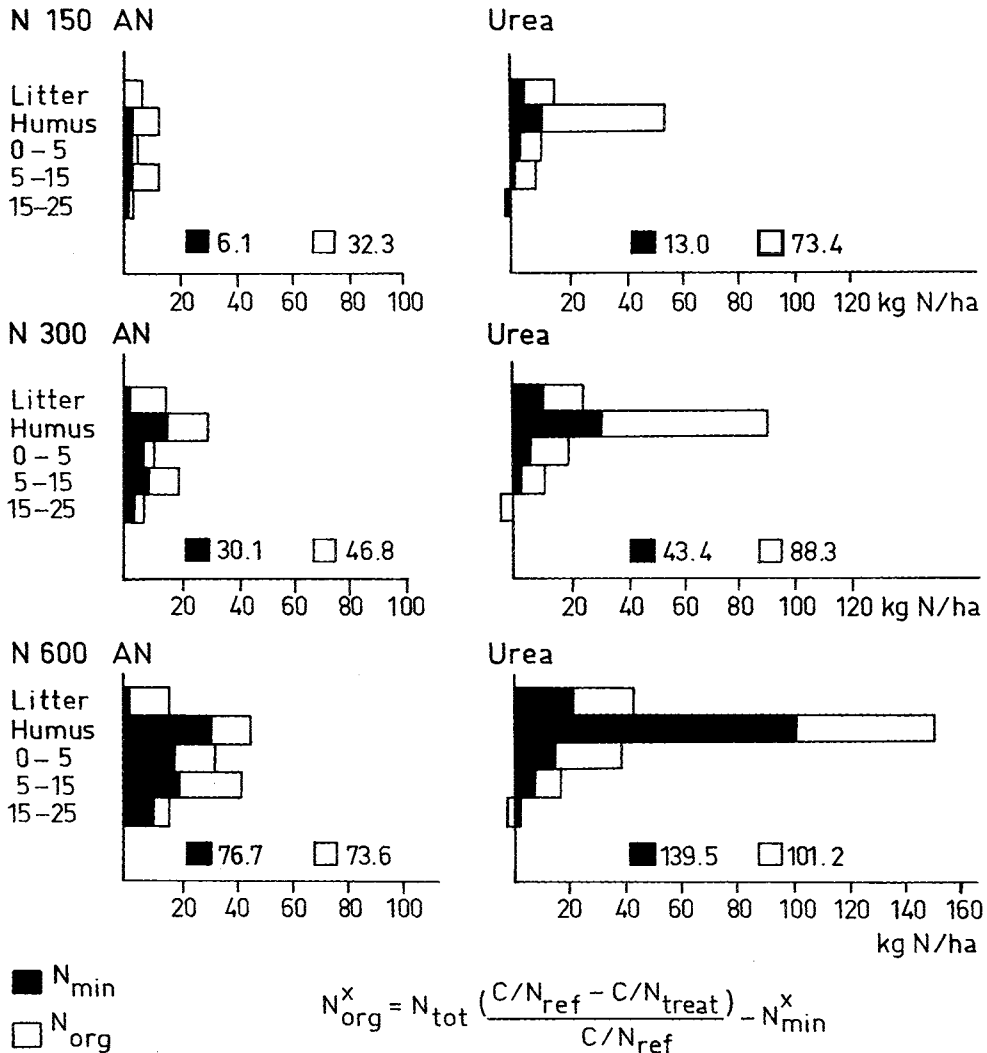 N 150 AN
Urea
Litter
Humus
0 – 5
5 – 15
15 – 25
6.1 32.3
13.0 73.4
20 40 60 80 100
20 40 60 80 100 120 kg N/ha
N 300 AN
Urea
Litter
Humus
0 – 5
5 – 15
15 – 25
30.1 46.8
43.4 88.3
20 40 60 80 100
20 40 60 80 100 120 kg N/ha
N 600 AN
Urea
Litter
Humus
0 – 5
5 – 15
15 – 25
76.7 73.6
139.5 101.2
20 40 60 80 100
20 40 60 80 100 120 140 160
kg N/ha
N_min
N_org
N^x_org = N_tot (C/N_ref – C/N_treat) / C/N_ref – N^x_min